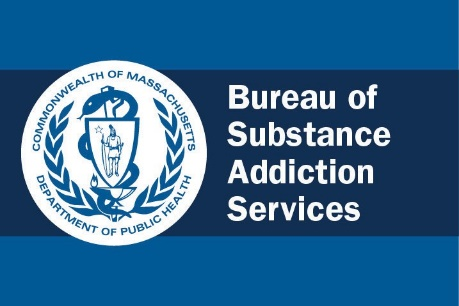 COMMONWEALTH OF MASSACHUSETTS
DEPARTMENT OF PUBLIC HEALTH
Bureau of
Substance
Addiction
Services